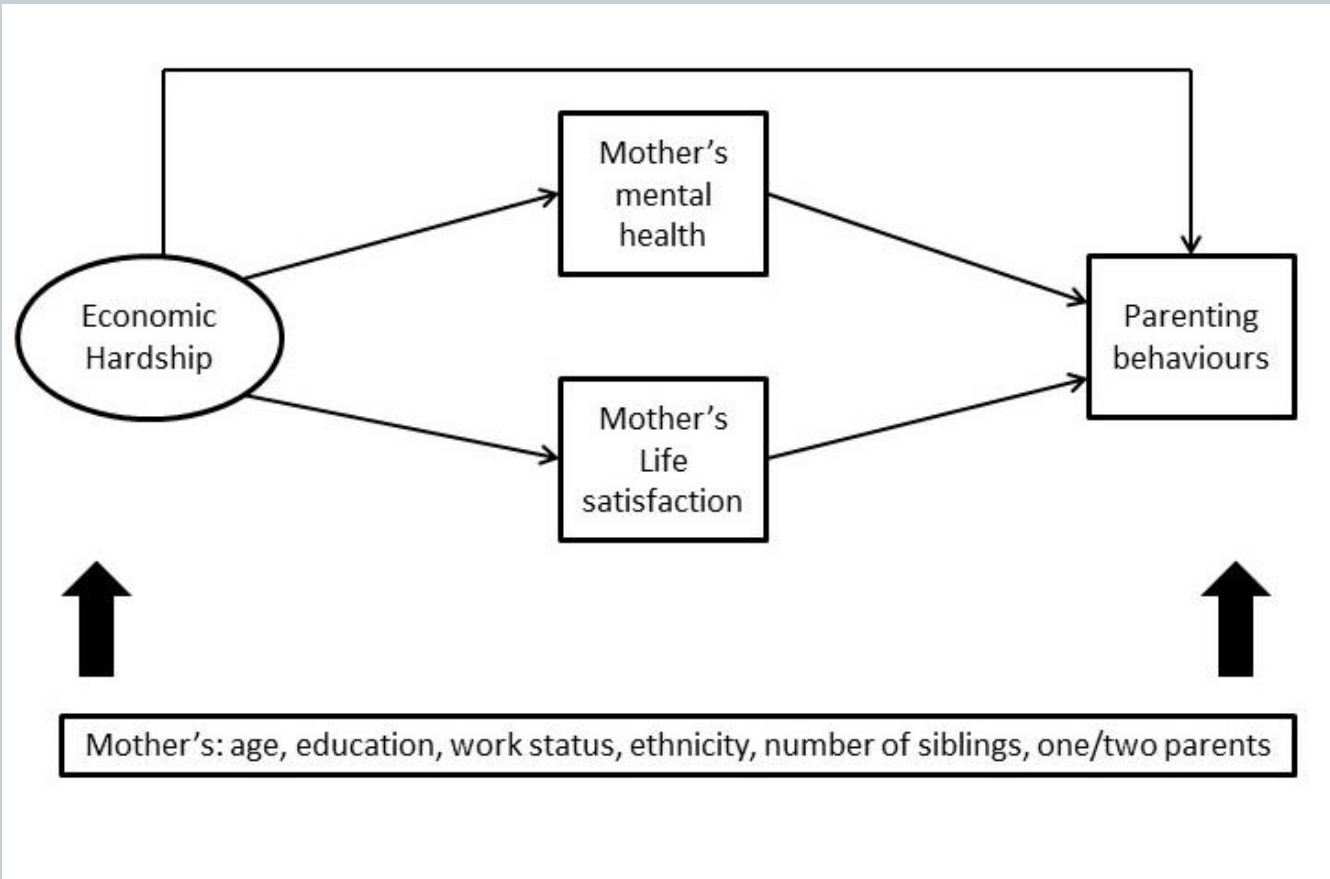 Mother's
mental
health
Economic
Hardship
Parenting
behaviours
Mother's
Life
satisfaction
Mother's: age, education, work status, ethnicity, number of siblings, one/two parents